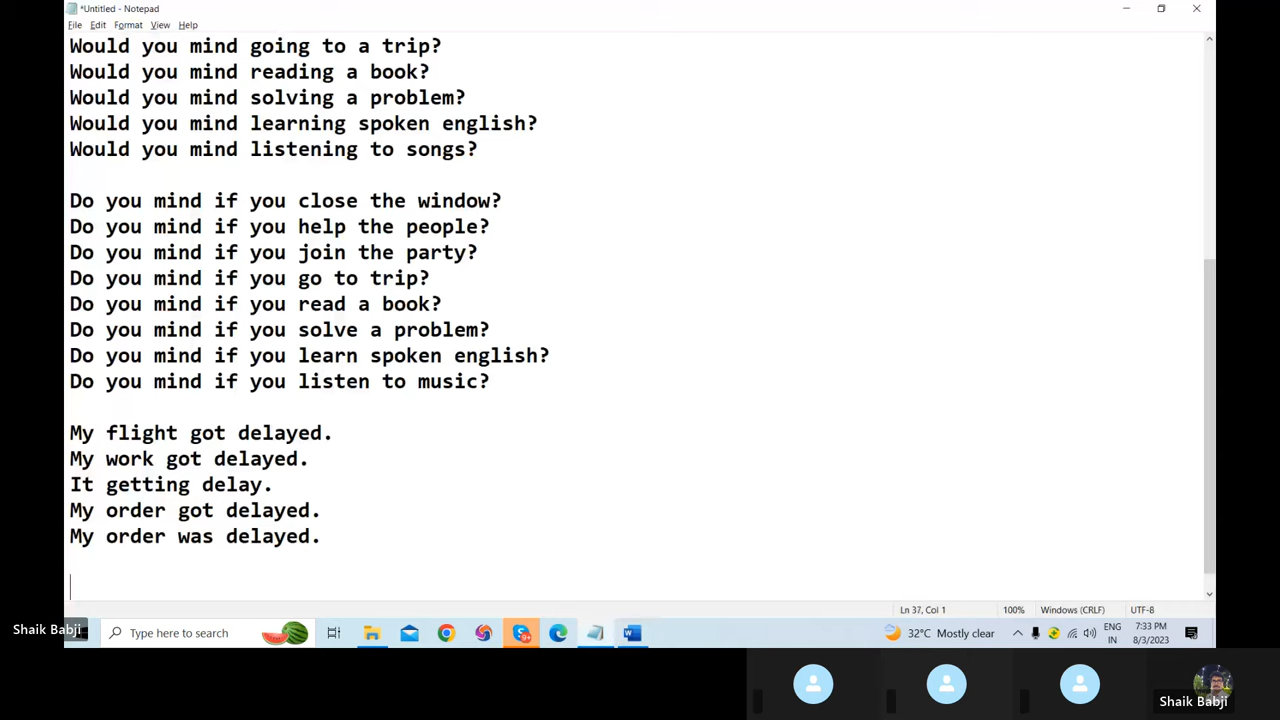 *Untitled - Notepad
File Edit Format View Help
Would you mind going to a trip?
Would you mind reading a book?
Would you mind solving a problem?
Would you mind learning spoken english?
Would you mind listening to songs?
Do you mind if you close the window?
Do you mind if you help the people?
Do you mind if you join the party?
Do you mind if you go to trip?
Do you mind if you read a book?
Do you mind if you solve a problem?
Do you mind if you learn spoken english?
Do you mind if you listen to music?
My flight got delayed.
My work got delayed.
It getting delay.
My order got delayed.
My order was delayed.
Ln 37, Col 1 100% Windows (CRLF) UTF-8
Shaik Babji
Type here to search
32°C Mostly clear
ENG
IN
7:33 PM
8/3/2023
Shaik Babji